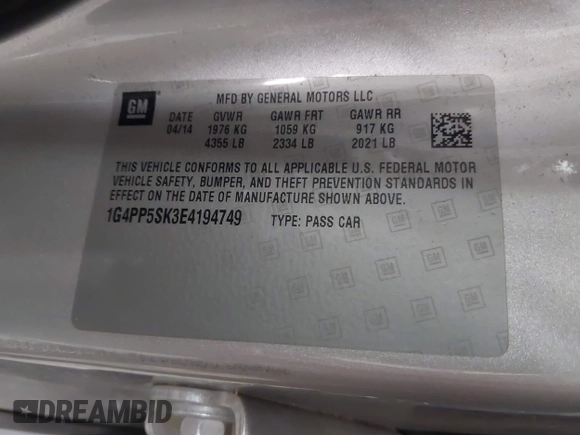 GM
MFD BY GENERAL MOTORS LLC
DATE GVWR GAWR FRT GAWR RR
04/14 1976 KG 1059 KG 917 KG
4355 LB 2334 LB 2021 LB
THIS VEHICLE CONFORMS TO ALL APPLICABLE U.S. FEDERAL MOTOR
VEHICLE SAFETY, BUMPER, AND THEFT PREVENTION STANDARDS IN
EFFECT ON THE DATE OF MANUFACTURE SHOWN ABOVE.
1G4PP5SK3E4194749 TYPE: PASS CAR
DREAMBID